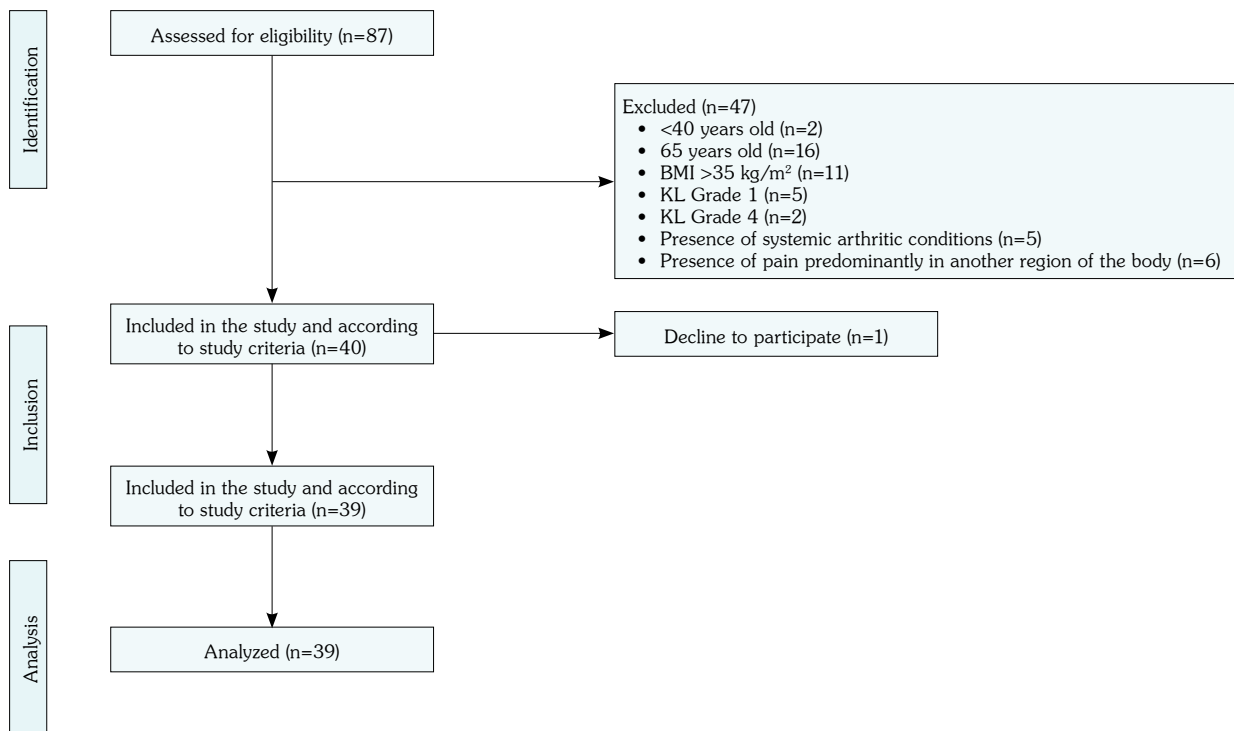 Identification
Assessed for eligibility (n=87)
Excluded (n=47)
• <40 years old (n=2)
• 65 years old (n=16)
• BMI >35 kg/m² (n=11)
• KL Grade 1 (n=5)
• KL Grade 4 (n=2)
• Presence of systemic arthritic conditions (n=5)
• Presence of pain predominantly in another region of the body (n=6)
Inclusion
Included in the study and according
to study criteria (n=40)
Decline to participate (n=1)
Included in the study and according
to study criteria (n=39)
Analysis
Analyzed (n=39)